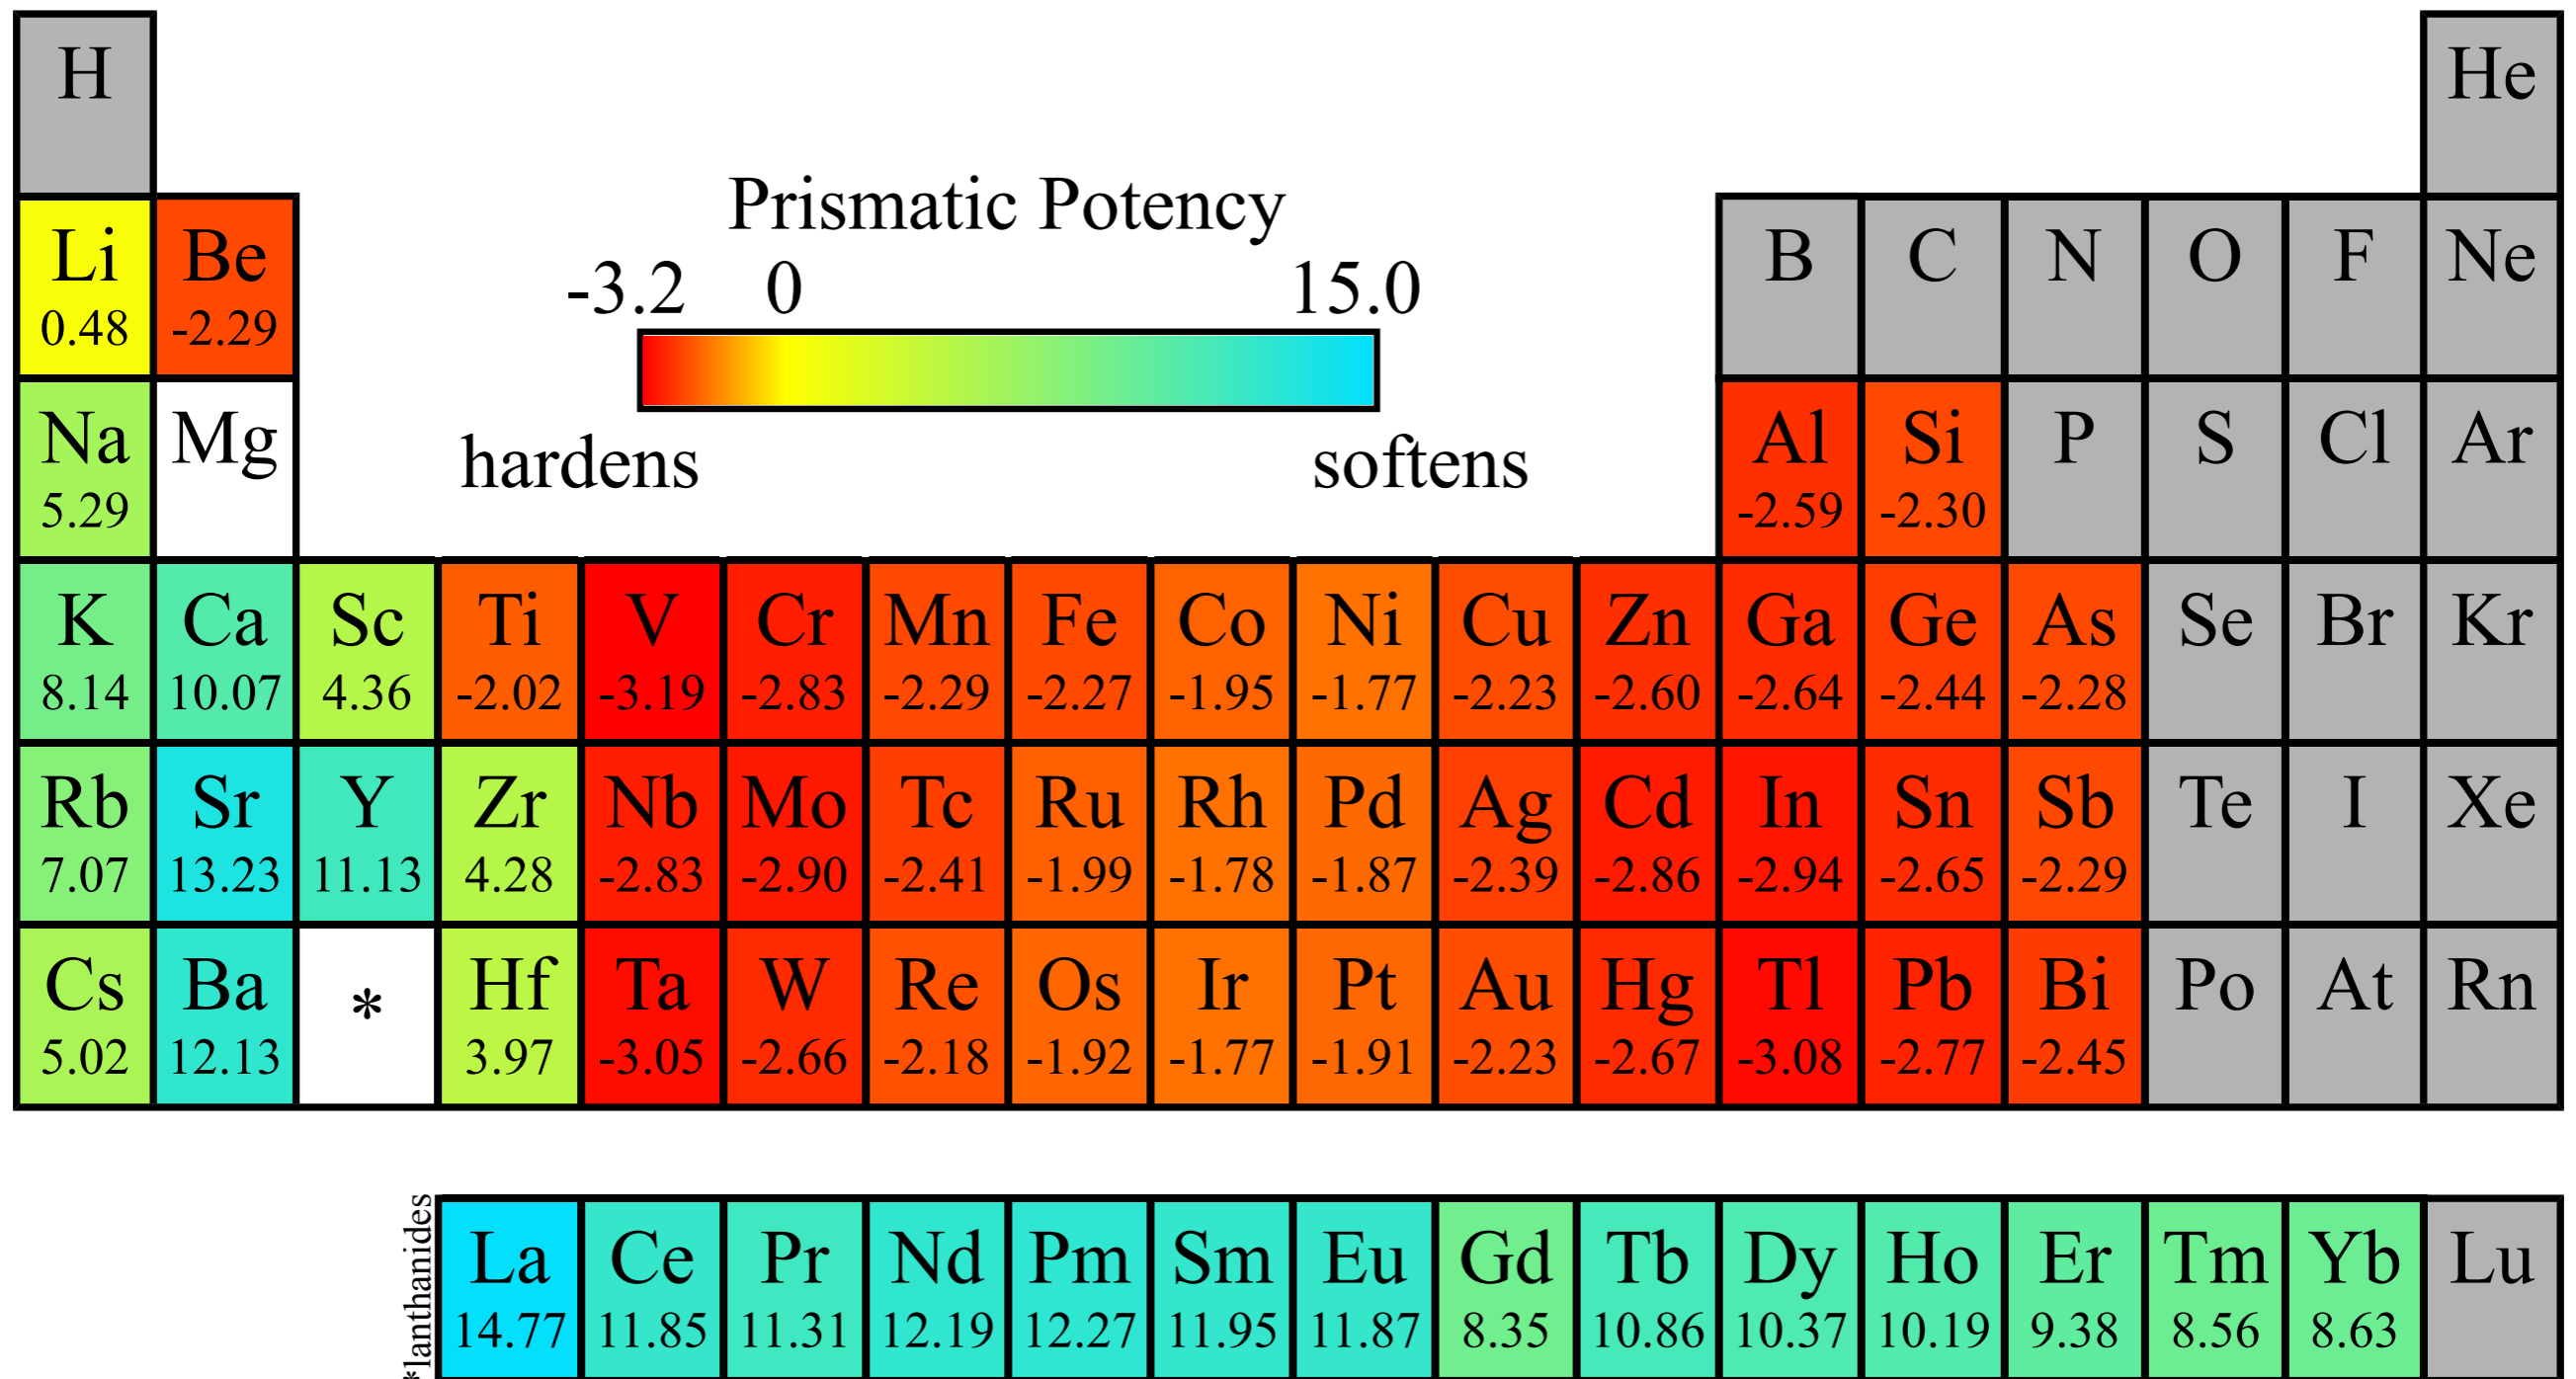 H He
Prismatic Potency
-3.2 0 15.0
Li Be B C N O F Ne
0.48 -2.29
Na Mg Al Si P S Cl Ar
hardens softens
5.29 -2.59 -2.30
K Ca Sc Ti V Cr Mn Fe Co Ni Cu Zn Ga Ge As Se Br Kr
8.14 10.07 4.36 -2.02 -3.19 -2.83 -2.29 -2.27 -1.95 -1.77 -2.23 -2.60 -2.64 -2.44 -2.28
Rb Sr Y Zr Nb Mo Tc Ru Rh Pd Ag Cd In Sn Sb Te I Xe
7.07 13.23 11.13 4.28 -2.83 -2.90 -2.41 -1.99 -1.78 -1.87 -2.39 -2.86 -2.94 -2.65 -2.29
Cs Ba * Hf Ta W Re Os Ir Pt Au Hg Tl Pb Bi Po At Rn
5.02 12.13 3.97 -3.05 -2.66 -2.18 -1.92 -1.77 -1.91 -2.23 -2.67 -3.08 -2.77 -2.45
*lanthanides
La Ce Pr Nd Pm Sm Eu Gd Tb Dy Ho Er Tm Yb Lu
14.77 11.85 11.31 12.19 12.27 11.95 11.87 8.35 10.86 10.37 10.19 9.38 8.56 8.63